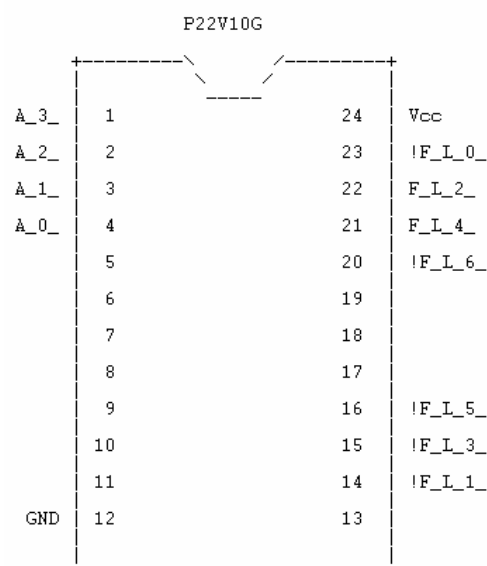 P22V10G
A_3_ 1 24 Vcc
A_2_ 2 23 !F_L_0_
A_1_ 3 22 F_L_2_
A_0_ 4 21 F_L_4_
5 20 !F_L_6_
6 19
7 18
8 17
9 16 !F_L_5_
10 15 !F_L_3_
11 14 !F_L_1_
GND 12 13